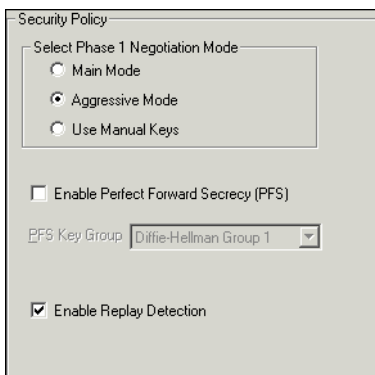 Security Policy
Select Phase 1 Negotiation Mode
Main Mode
Aggressive Mode
Use Manual Keys
Enable Perfect Forward Secrecy (PFS)
PFS Key Group Diffie-Hellman Group 1
Enable Replay Detection